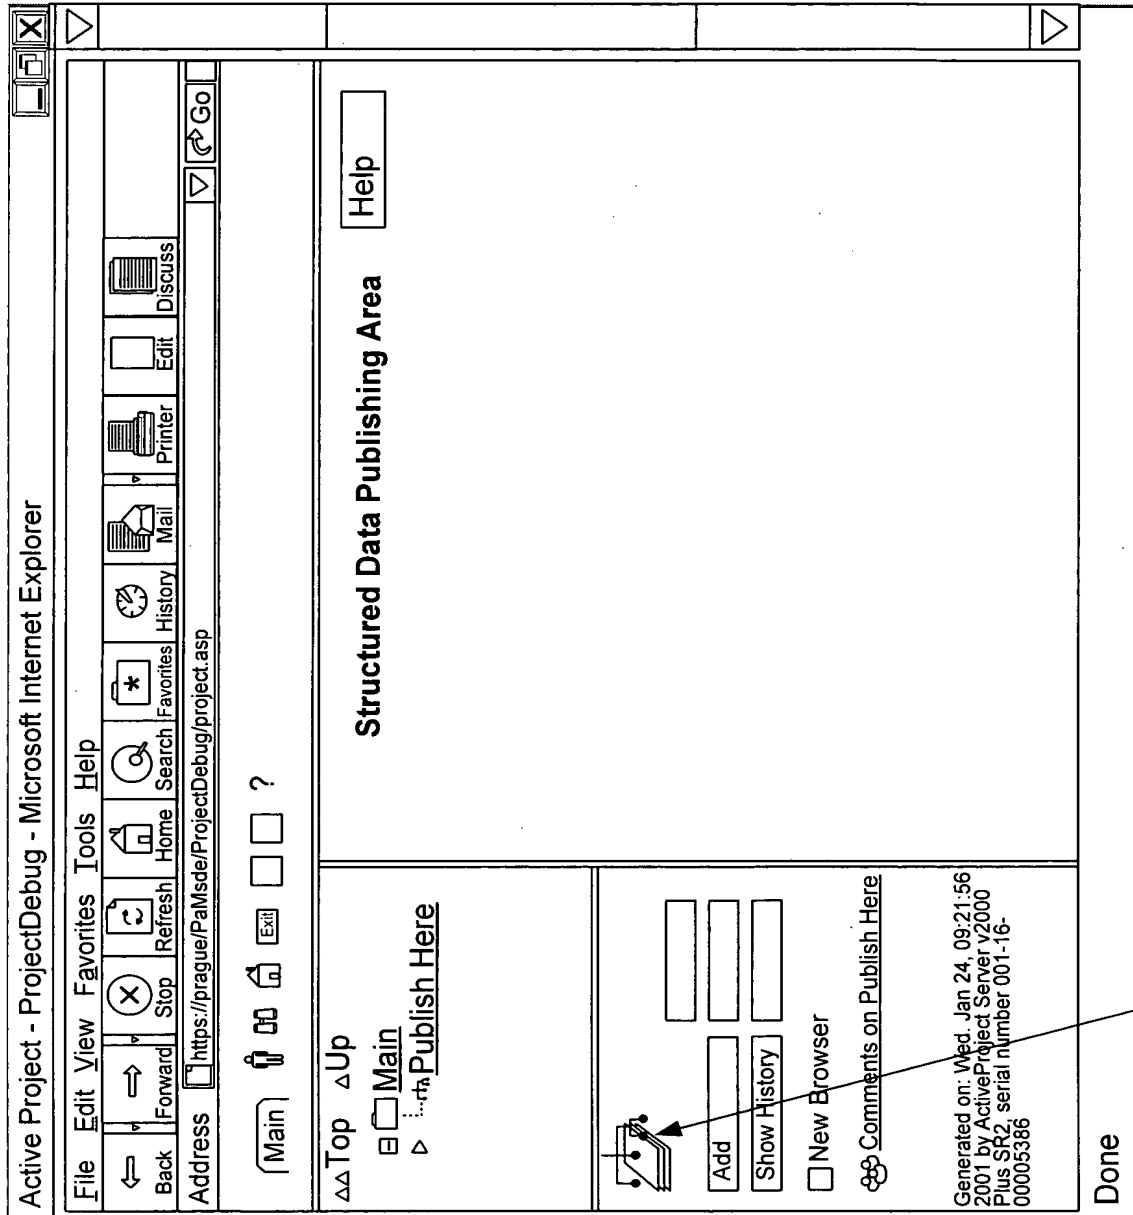 Active Project - ProjectDebug - Microsoft Internet Explorer
File Edit View Favorites Tools Help
Back Forward Stop Refresh Home Search Favorites History Mail Printer Edit Discuss
Address https://prague/PaMsde/ProjectDebug/project.asp Go
Main Exit ?
Top Up
Main
Publish Here
Structured Data Publishing Area
Help
Add
Show History
New Browser
Comments on Publish Here
Generated on: Wed. Jan 24, 09:21:56
2001 by ActiveProject Server v2000
Plus SR2, serial number 001-16-
00005386
Done